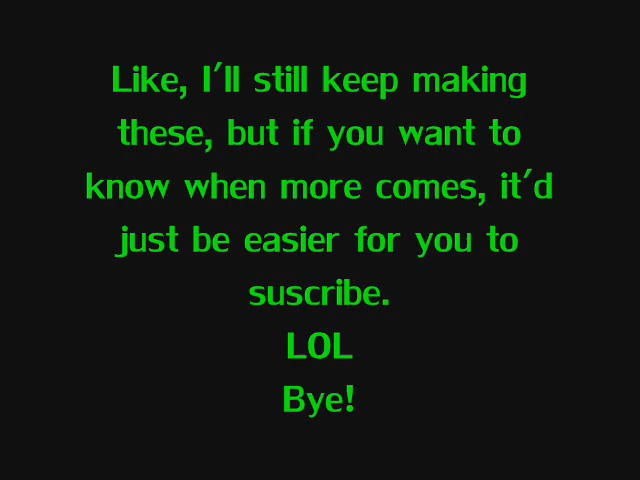 Like, I'll still keep making
these, but if you want to
know when more comes, it'd
just be easier for you to
suscribe.
LOL
Bye!